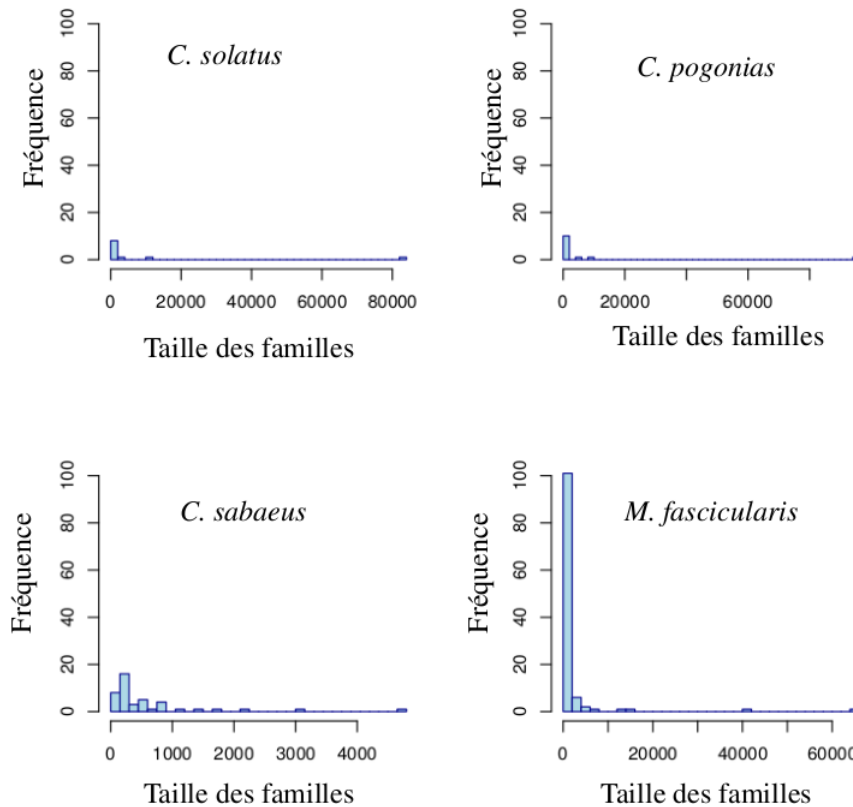 C. solatus
Fréquence
0 20 40 60 80 100
0 20000 40000 60000 80000
Taille des familles
C. pogonias
Fréquence
0 20 40 60 80 100
0 20000 60000
Taille des familles
C. sabaeus
Fréquence
0 20 40 60 80 100
0 1000 2000 3000 4000
Taille des familles
M. fascicularis
Fréquence
0 20 40 60 80 100
0 20000 40000 60000
Taille des familles